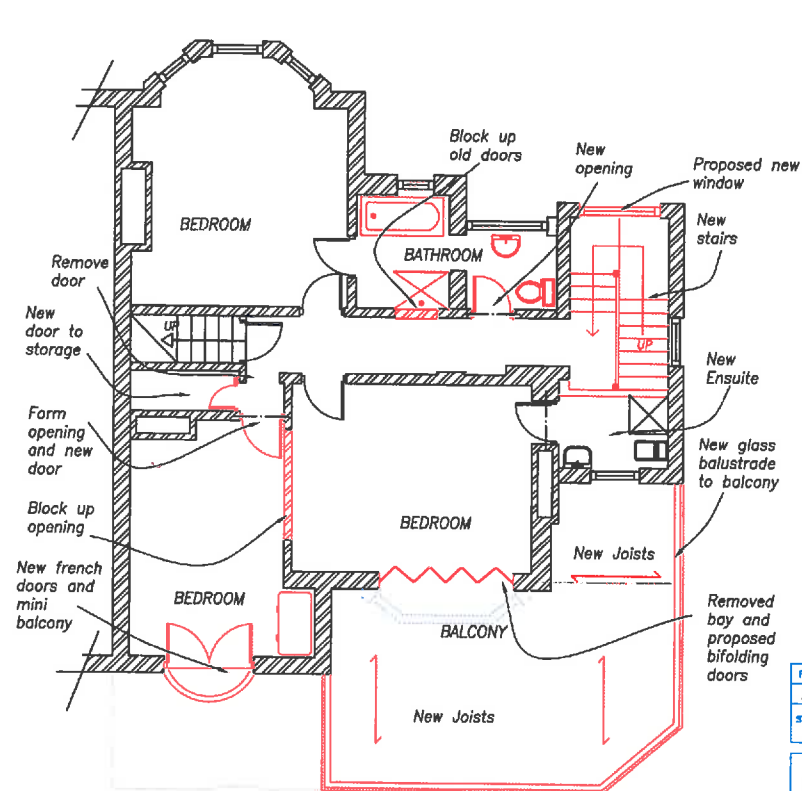 Block up
old doors
New
opening
Proposed new
window
New
stairs
BEDROOM
BATHROOM
Remove
door
New
door to
storage
UP
UP
New
Ensuite
Form
opening
and new
door
New glass
balustrade
to balcony
Block up
opening
BEDROOM
New Joists
New french
doors and
mini
balcony
BEDROOM
BALCONY
Removed
bay and
proposed
bifolding
doors
New Joists